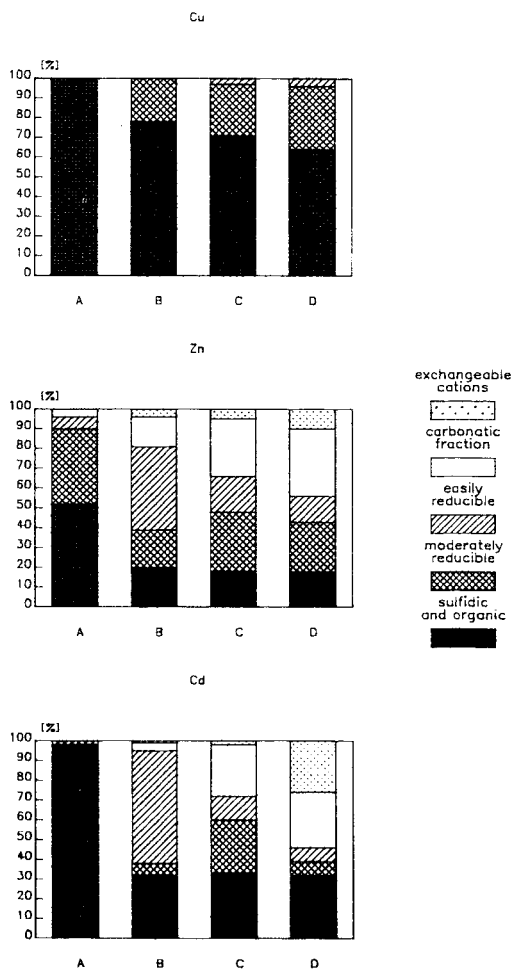 Cu
[%]
100
90
80
70
60
50
40
30
20
10
0
A B C D
Zn
[%]
100
90
80
70
60
50
40
30
20
10
0
A B C D
exchangeable
cations
carbonatic
fraction
easily
reducible
moderately
reducible
sulfidic
and organic
Cd
[%]
100
90
80
70
60
50
40
30
20
10
0
A B C D